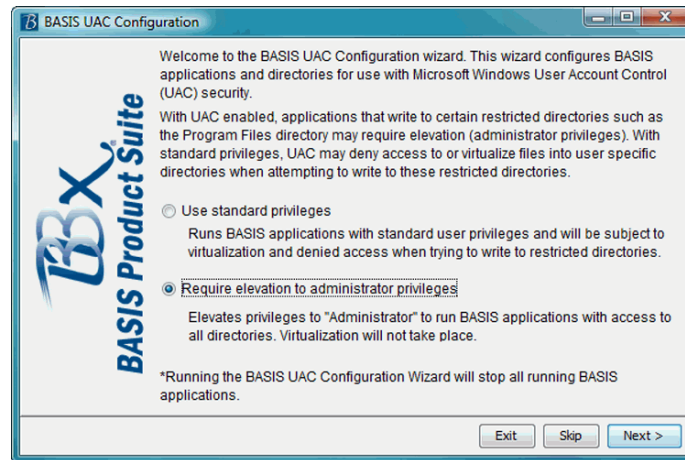 BASIS UAC Configuration
Welcome to the BASIS UAC Configuration wizard. This wizard configures BASIS
applications and directories for use with Microsoft Windows User Account Control
(UAC) security.
With UAC enabled, applications that write to certain restricted directories such as
the Program Files directory may require elevation (administrator privileges). With
standard privileges, UAC may deny access to or virtualize files into user specific
directories when attempting to write to these restricted directories.
Use standard privileges
Runs BASIS applications with standard user privileges and will be subject to
virtualization and denied access when trying to write to restricted directories.
Require elevation to administrator privileges
Elevates privileges to "Administrator" to run BASIS applications with access to
all directories. Virtualization will not take place.
*Running the BASIS UAC Configuration Wizard will stop all running BASIS
applications.
BBX
BASIS Product Suite
Exit Skip Next >